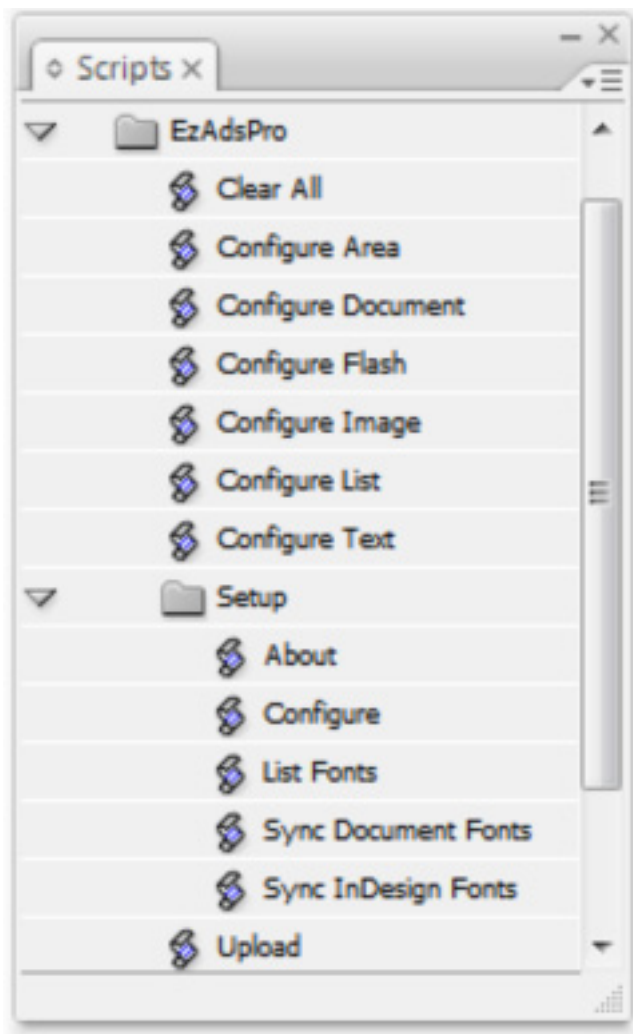 Scripts
EzAdsPro
Clear All
Configure Area
Configure Document
Configure Flash
Configure Image
Configure List
Configure Text
Setup
About
Configure
List Fonts
Sync Document Fonts
Sync InDesign Fonts
Upload